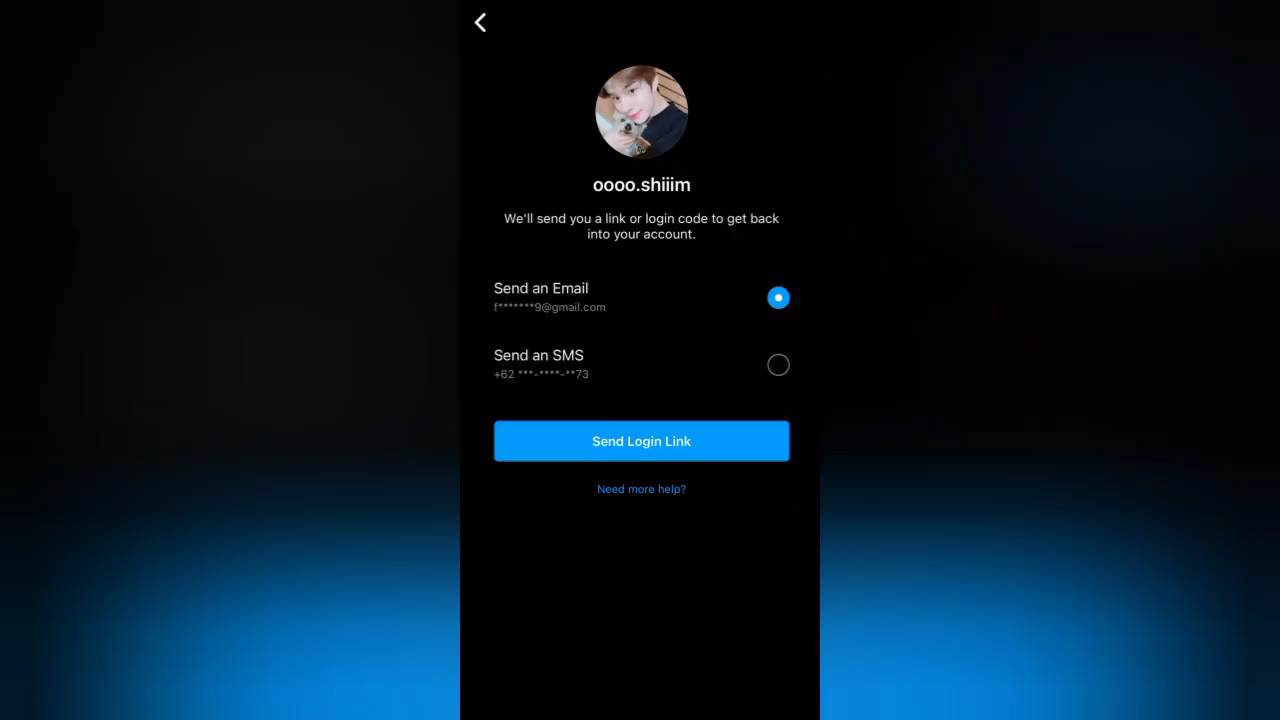 oooo.shiiim
We'll send you a link or login code to get back
into your account.
Send an Email
f*******9@gmail.com
Send an SMS
+62 ***-****-**73
Send Login Link
Need more help?